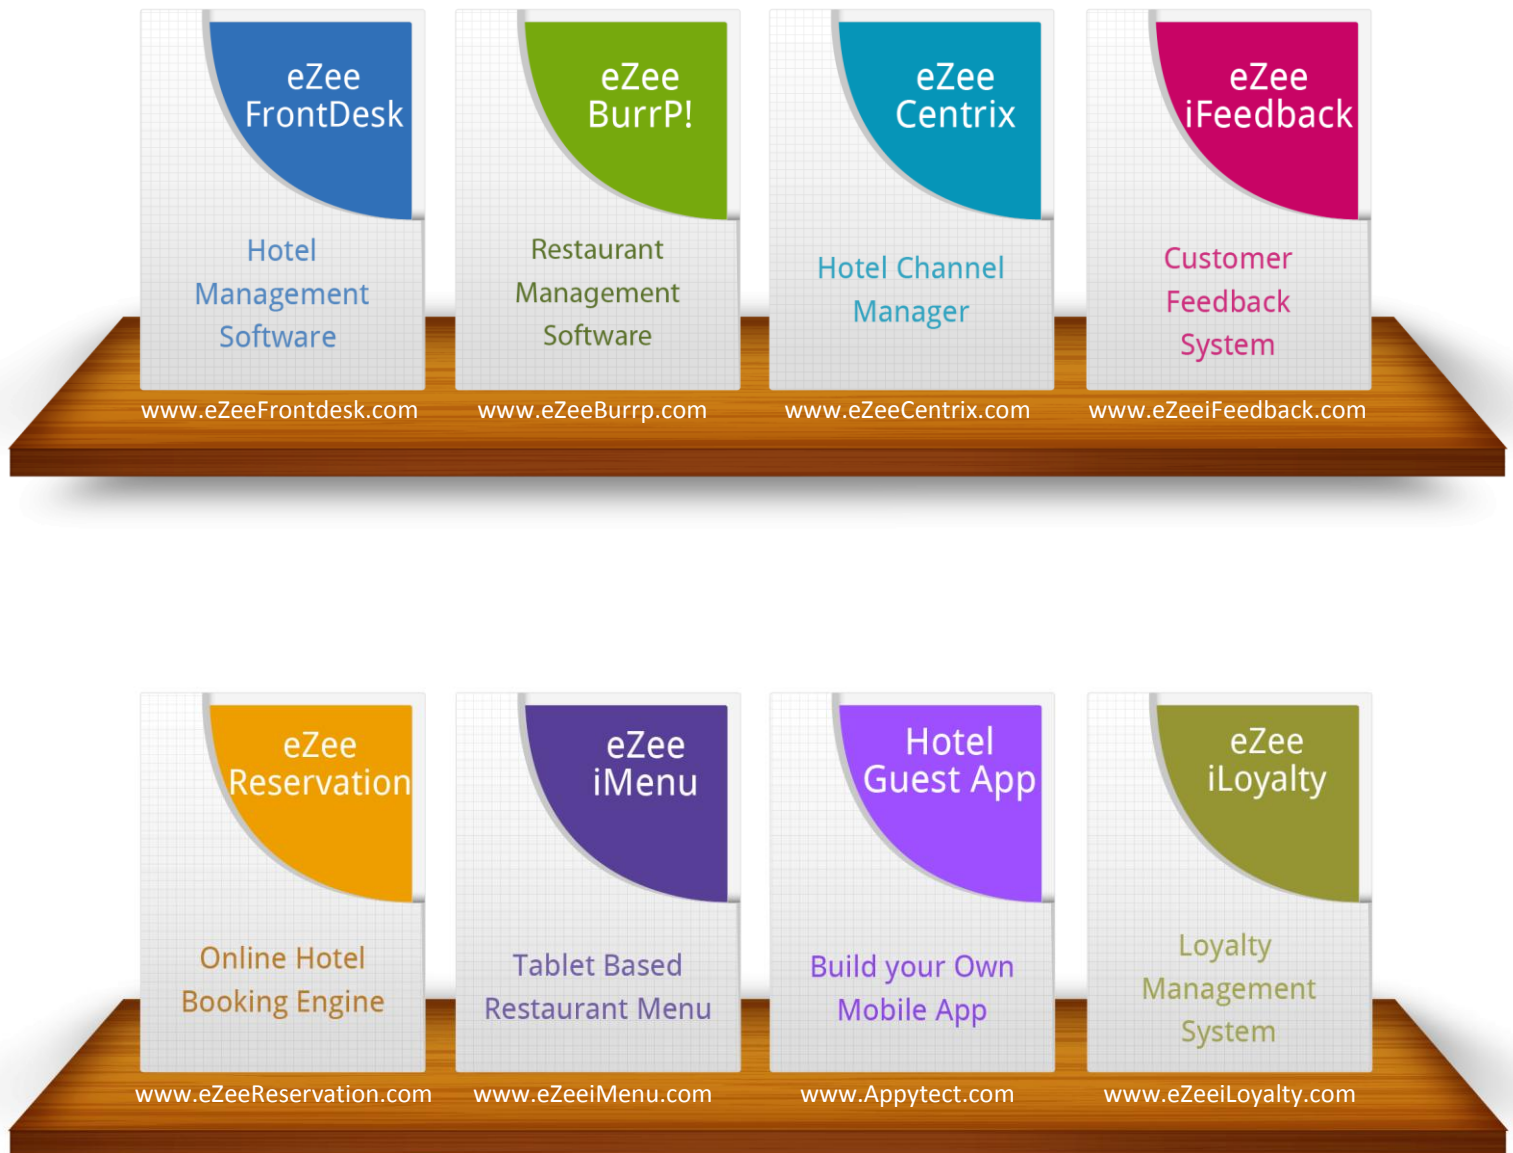 eZee
FrontDesk
Hotel
Management
Software
www.eZeeFrontdesk.com
eZee
BurrP!
Restaurant
Management
Software
www.eZeeBurrp.com
eZee
Centrix
Hotel Channel
Manager
www.eZeeCentrix.com
eZee
iFeedback
Customer
Feedback
System
www.eZeeiFeedback.com
eZee
Reservation
Online Hotel
Booking Engine
www.eZeeReservation.com
eZee
iMenu
Tablet Based
Restaurant Menu
www.eZeeiMenu.com
Hotel
Guest App
Build your Own
Mobile App
www.Appytect.com
eZee
iLoyalty
Loyalty
Management
System
www.eZeeiLoyalty.com